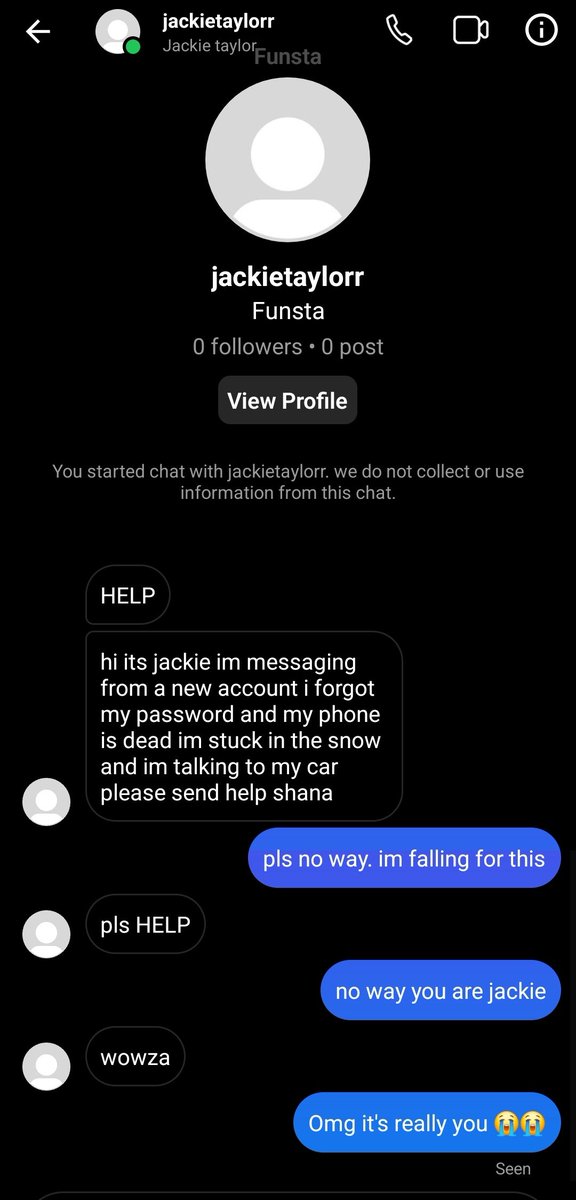 jackietaylorr
Jackie taylor
Funsta
jackietaylorr
Funsta
0 followers • 0 post
View Profile
You started chat with jackietaylorr. we do not collect or use
information from this chat.
HELP
hi its jackie im messaging
from a new account i forgot
my password and my phone
is dead im stuck in the snow
and im talking to my car
please send help shana
pls no way. im falling for this
pls HELP
no way you are jackie
wowza
Omg it's really you 😭😭
Seen